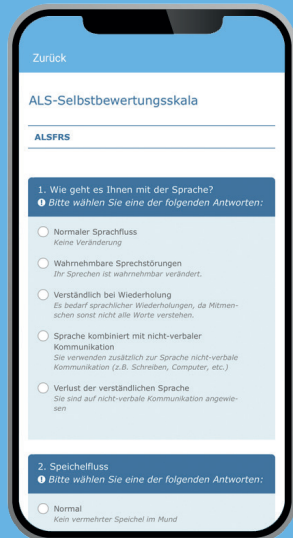 Zurück
ALS-Selbstbewertungsskala
ALSFRS
1. Wie geht es Ihnen mit der Sprache?
Bitte wählen Sie eine der folgenden Antworten:
Normaler Sprachfluss
Keine Veränderung
Wahrnehmbare Sprechstörungen
Ihr Sprechen ist wahrnehmbar verändert.
Verständlich bei Wiederholung
Es bedarf sprachlicher Wiederholungen, da Mitmen-
schen sonst nicht alle Worte verstehen.
Sprache kombiniert mit nicht-verbaler
Kommunikation
Sie verwenden zusätzlich zur Sprache nicht-verbale
Kommunikation (z.B. Schreiben, Computer, etc.)
Verlust der verständlichen Sprache
Sie sind auf nicht-verbale Kommunikation angewie-
sen
2. Speichelfluss
Bitte wählen Sie eine der folgenden Antworten:
Normal
Kein vermehrter Speichel im Mund